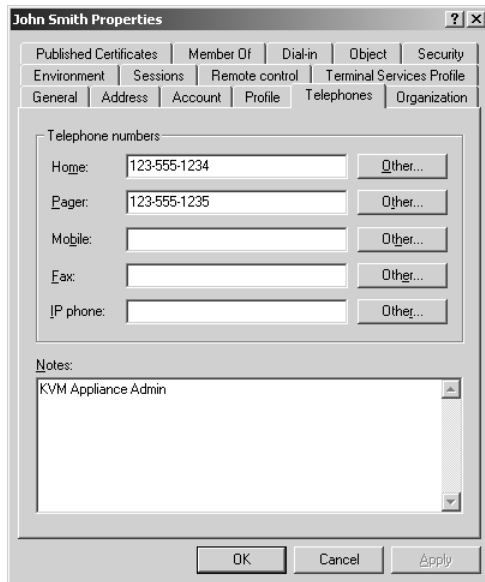 John Smith Properties ? ×
Published Certificates Member Of Dial-in Object Security
Environment Sessions Remote control Terminal Services Profile
General Address Account Profile Telephones Organization
Telephone numbers
Home: 123-555-1234 Other...
Pager: 123-555-1235 Other...
Mobile: Other...
Fax: Other...
IP phone: Other...
Notes:
KVM Appliance Admin
OK Cancel Apply